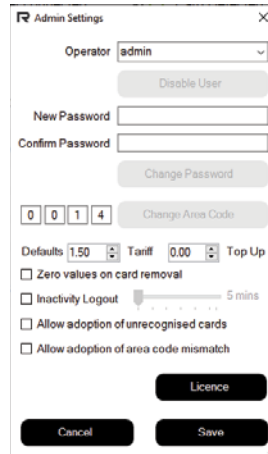 Admin Settings
Operator admin
Disable User
New Password
Confirm Password
Change Password
0 0 1 4 Change Area Code
Defaults 1.50 Tariff 0.00 Top Up
Zero values on card removal
Inactivity Logout 5 mins
Allow adoption of unrecognised cards
Allow adoption of area code mismatch
Licence
Cancel Save